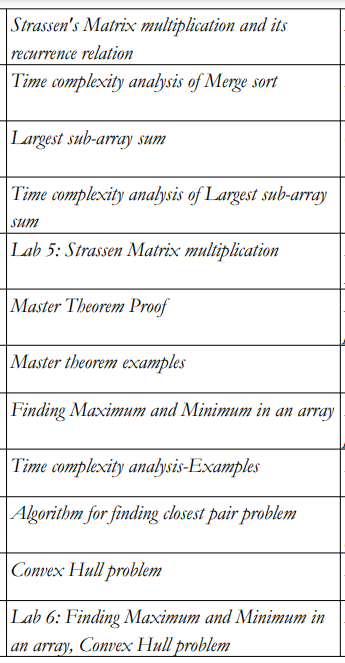 Strassen's Matrix multiplication and its
recurrence relation
Time complexity analysis of Merge sort
Largest sub-array sum
Time complexity analysis of Largest sub-array
sum
Lab 5: Strassen Matrix multiplication
Master Theorem Proof
Master theorem examples
Finding Maximum and Minimum in an array
Time complexity analysis-Examples
Algorithm for finding closest pair problem
Convex Hull problem
Lab 6: Finding Maximum and Minimum in
an array, Convex Hull problem